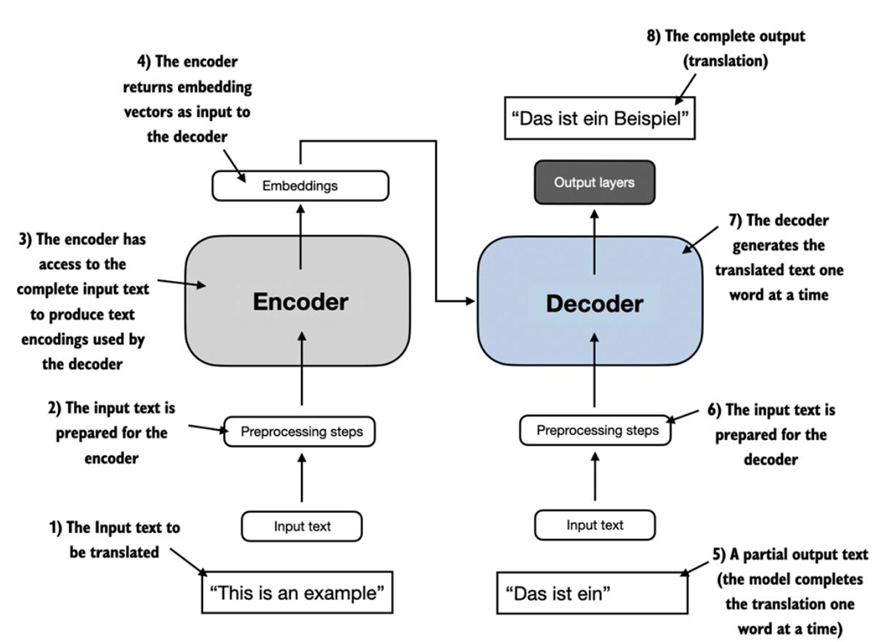 8) The complete output
(translation)
4) The encoder
returns embedding
vectors as input to
the decoder
“Das ist ein Beispiel”
Embeddings
Output layers
3) The encoder has
access to the
complete input text
to produce text
encodings used by
the decoder
Encoder
Decoder
7) The decoder
generates the
translated text one
word at a time
2) The input text is
prepared for the
encoder
Preprocessing steps
Preprocessing steps
6) The input text is
prepared for the
decoder
1) The Input text to
be translated
Input text
Input text
“This is an example”
“Das ist ein”
5) A partial output text
(the model completes
the translation one
word at a time)